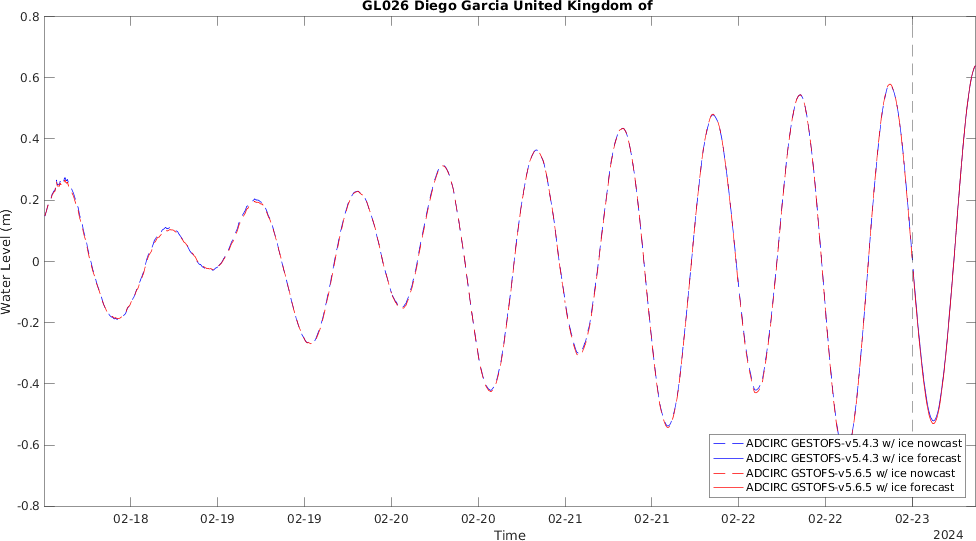 GL026 Diego Garcia United Kingdom of
0.8
0.6
0.4
0.2
0
-0.2
-0.4
-0.6
-0.8
Water Level (m)
ADCIRC GESTOFS-v5.4.3 w/ ice nowcast
ADCIRC GESTOFS-v5.4.3 w/ ice forecast
ADCIRC GSTOFS-v5.6.5 w/ ice nowcast
ADCIRC GSTOFS-v5.6.5 w/ ice forecast
02-18 02-19 02-19 02-20 02-20 02-21 02-21 02-22 02-22 02-23
Time
2024